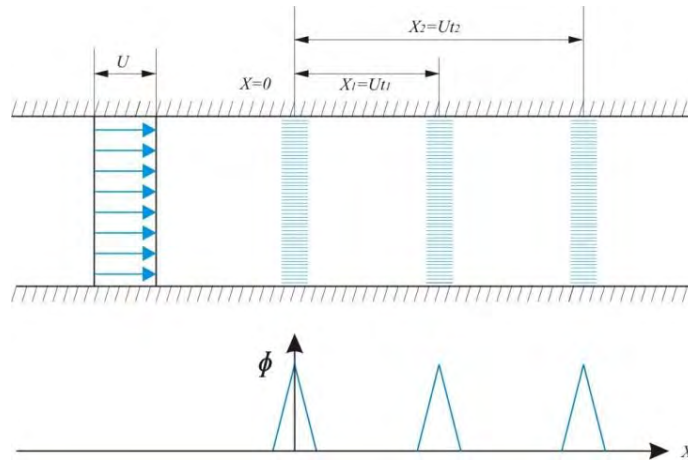 X₂=Ut₂
U
X=0
X₁=Ut₁
ϕ
X